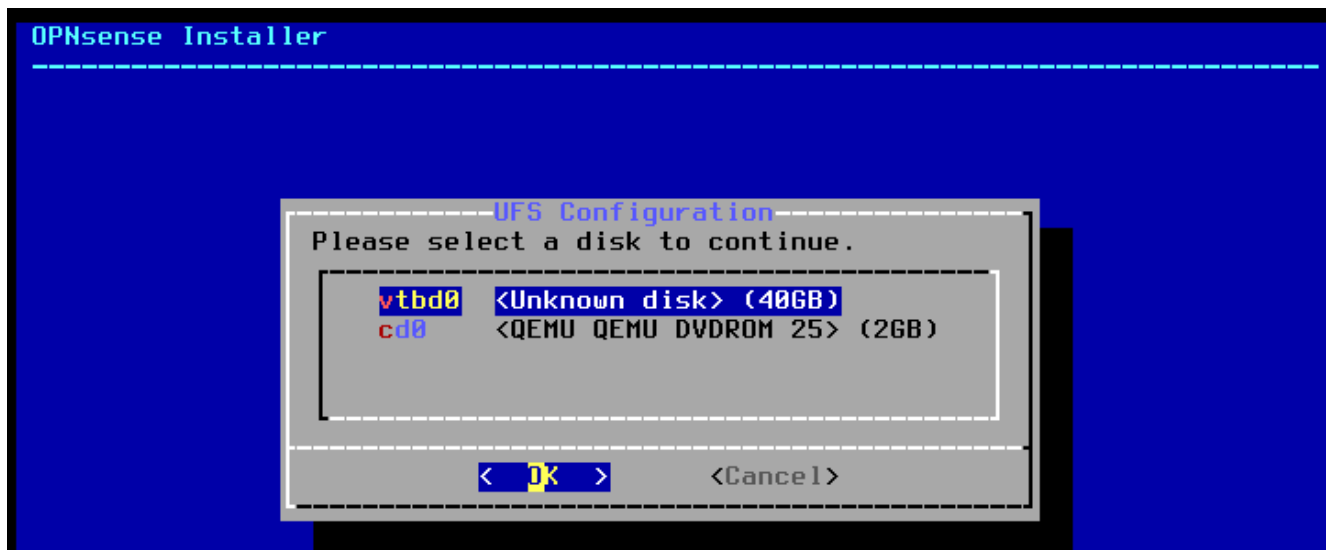 OPNsense Installer
UFS Configuration
Please select a disk to continue.
vtbd0 <Unknown disk> (40GB)
cd0 <QEMU QEMU DVDROM 25> (2GB)
< OK > <Cancel>